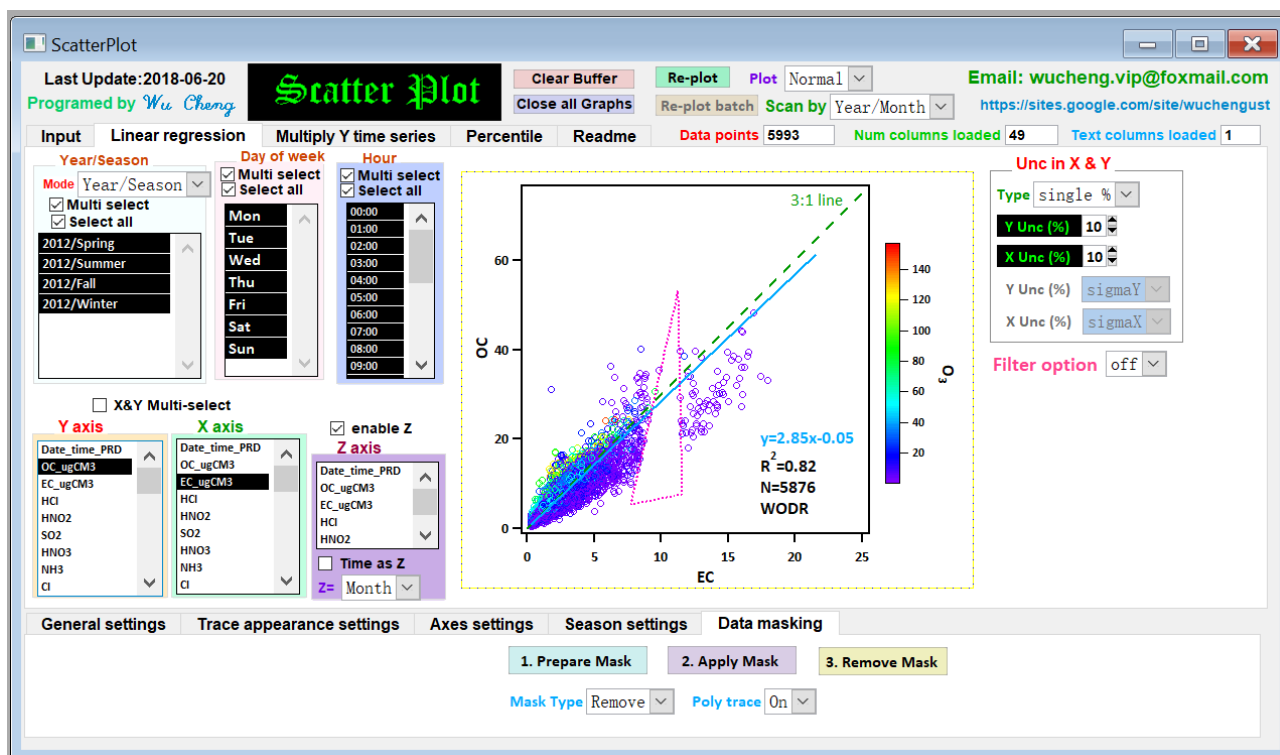 ScatterPlot
Last Update:2018-06-20
Programed by Wu Cheng
Scatter Plot
Clear Buffer
Close all Graphs
Re-plot
Plot Normal
Re-plot batch
Scan by Year/Month
Email: wucheng.vip@foxmail.com
https://sites.google.com/site/wuchengust
Input Linear regression Multiply Y time series Percentile Readme
Data points 5993
Num columns loaded 49
Text columns loaded 1
Year/Season
Mode Year/Season
Multi select
Select all
2012/Spring
2012/Summer
2012/Fall
2012/Winter
Day of week
Multi select
Select all
Mon
Tue
Wed
Thu
Fri
Sat
Sun
Hour
Multi select
Select all
00:00
01:00
02:00
03:00
04:00
05:00
06:00
07:00
08:00
09:00
X&Y Multi-select
Y axis
Date_time_PRD
OC_ugCM3
EC_ugCM3
HCl
HNO2
SO2
HNO3
NH3
Cl
X axis
Date_time_PRD
OC_ugCM3
EC_ugCM3
HCl
HNO2
SO2
HNO3
NH3
Cl
enable Z
Z axis
Date_time_PRD
OC_ugCM3
EC_ugCM3
HCl
HNO2
Time as Z
Z= Month
3:1 line
60
40
20
0
OC
0 5 10 15 20 25
EC
y=2.85x-0.05
R2=0.82
N=5876
WODR
140
120
100
80
60
40
20
O3
Unc in X & Y
Type single %
Y Unc (%) 10
X Unc (%) 10
Y Unc (%) sigmaY
X Unc (%) sigmaX
Filter option off
General settings Trace appearance settings Axes settings Season settings Data masking
1. Prepare Mask 2. Apply Mask 3. Remove Mask
Mask Type Remove Poly trace On